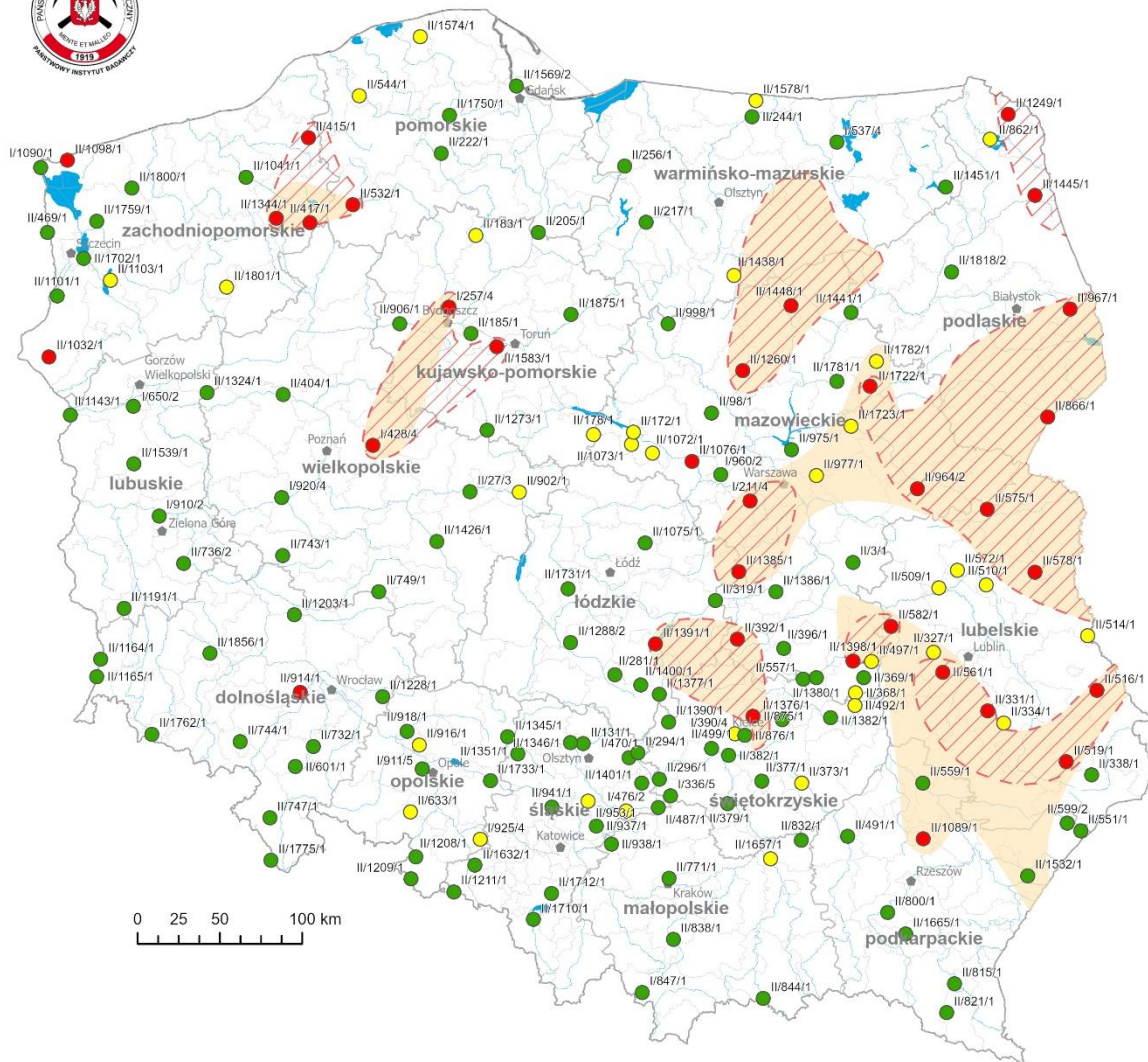 MENTE ET MALLEO
1919
PAŃSTWOWY INSTYTUT BADAWCZY
II/1574/1
II/544/1
II/1569/2
Gdańsk
II/1578/1
II/1249/1
II/1750/1
pomorskie
II/244/1
II/862/1
II/415/1
I/537/4
II/222/1
I/1090/1
II/1098/1
II/256/1
warmińsko-mazurskie
II/1041/1
II/1800/1
II/1451/1
II/1445/1
Olsztyn
II/532/1
II/1344/1
II/417/1
II/469/1
II/1759/1
zachodniopomorskie
II/183/1
II/205/1
II/217/1
Szczecin
II/1702/1
II/1103/1
II/1801/1
II/1438/1
II/1818/2
II/1101/1
I/257/4
Bydgoszcz
II/906/1
II/185/1
II/1875/1
Toruń
II/998/1
II/1448/1
II/1441/1
Białystok
II/967/1
podlaskie
II/1032/1
II/1583/1
kujawsko-pomorskie
Gorzów
Wielkopolski
II/1260/1
II/1782/1
II/1781/1
II/1722/1
II/1324/1
II/404/1
I/650/2
II/1143/1
II/98/1
mazowieckie
II/1723/1
II/866/1
II/1273/1
II/178/1
II/172/1
II/1072/1
II/1073/1
II/1076/1
II/975/1
I/428/4
Poznań
wielkopolskie
II/1539/1
lubuskie
I/960/2
Warszawa
II/977/1
I/920/4
II/27/3
II/902/1
I/211/4
II/964/2
II/575/1
I/910/2
Zielona Góra
II/743/1
II/1426/1
II/1075/1
II/736/2
Łódź
II/1385/1
II/3/1
II/572/1
II/510/1
II/509/1
II/578/1
II/749/1
II/1731/1
łódzkie
II/319/1
II/1386/1
II/1191/1
II/1203/1
II/582/1
lubelskie
II/514/1
II/1288/2
II/1391/1
II/392/1
II/396/1
II/1398/1
II/497/1
II/327/1
Lublin
II/1164/1
II/1856/1
II/1165/1
II/914/1
Wrocław
dolnośląskie
II/1228/1
II/281/1
II/1400/1
II/1377/1
II/557/1
II/1380/1
II/369/1
II/368/1
II/492/1
II/561/1
II/516/1
II/1376/1
II/875/1
II/1382/1
II/331/1
II/334/1
II/1762/1
II/744/1
II/732/1
II/918/1
II/916/1
II/1345/1
II/1346/1
II/131/1
II/1390/1
I/390/4
Kielce
II/499/1
II/876/1
II/382/1
II/519/1
II/338/1
II/601/1
I/911/5
Opole
opolskie
II/1351/1
II/1733/1
I/470/1
Olsztyn
II/294/1
II/1401/1
II/296/1
I/336/5
II/377/1
II/373/1
II/559/1
II/633/1
II/941/1
śląskie
I/476/2
II/953/1
II/487/1
II/379/1
świętokrzyskie
II/747/1
I/925/4
Katowice
II/937/1
II/938/1
II/832/1
II/491/1
II/1089/1
II/599/2
II/551/1
II/1775/1
II/1208/1
II/1632/1
II/1657/1
II/1209/1
II/1211/1
II/1712/1
II/771/1
Kraków
małopolskie
Rzeszów
II/1532/1
II/1710/1
II/800/1
II/1665/1
podkarpackie
II/838/1
II/847/1
II/844/1
II/815/1
II/821/1
0 25 50 100 km